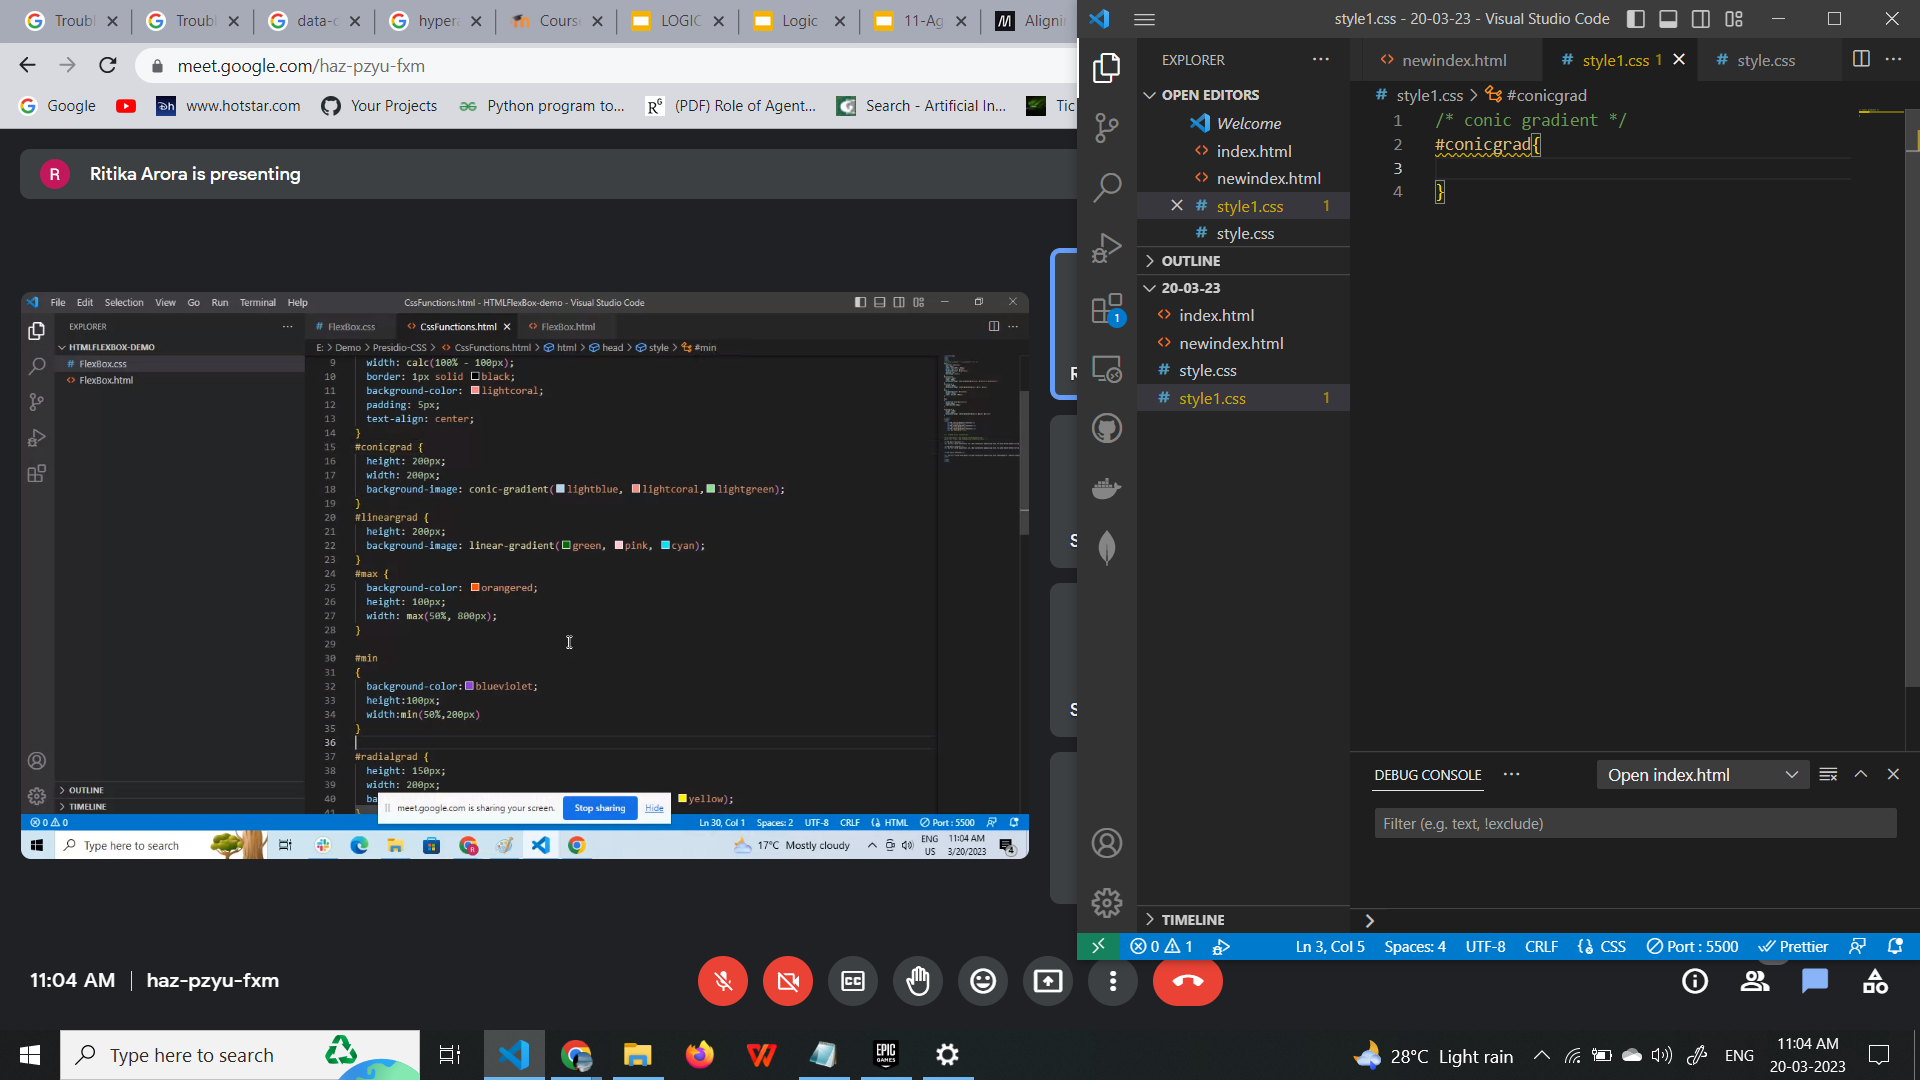 Troubl
Troubl
data-c
hyper
Cours
LOGIC
Logic
11-Ag
Alignin
meet.google.com/haz-pzyu-fxm
Google
www.hotstar.com
Your Projects
Python program to...
(PDF) Role of Agent...
Search - Artificial In...
Tic
R
Ritika Arora is presenting
File Edit Selection View Go Run Terminal Help
CssFunctions.html - HTMLFlexBox-demo - Visual Studio Code
EXPLORER
HTMLFLEXBOX-DEMO
# FlexBox.css
<> FlexBox.html
OUTLINE
TIMELINE
# FlexBox.css
<> CssFunctions.html
<> FlexBox.html
E: > Demo > Presidio-CSS > <> CssFunctions.html > html > head > style > #min
9 width: calc(100% - 100px);
10 border: 1px solid black;
11 background-color: lightcoral;
12 padding: 5px;
13 text-align: center;
14 }
15 #conicgrad {
16 height: 200px;
17 width: 200px;
18 background-image: conic-gradient(lightblue, lightcoral,lightgreen);
19 }
20 #lineargrad {
21 height: 200px;
22 background-image: linear-gradient(green, pink, cyan);
23 }
24 #max {
25 background-color: orangered;
26 height: 100px;
27 width: max(50%, 800px);
28 }
29
30 #min
31 {
32 background-color:blueviolet;
33 height:100px;
34 width:min(50%,200px)
35 }
36
37 #radialgrad {
38 height: 150px;
39 width: 200px;
40 ba yellow);
meet.google.com is sharing your screen.
Stop sharing
Hide
0 0
Ln 30, Col 1 Spaces: 2 UTF-8 CRLF HTML Port : 5500
Type here to search
17°C Mostly cloudy
ENG
US
11:04 AM
3/20/2023
4
R
S
S
11:04 AM | haz-pzyu-fxm
style1.css - 20-03-23 - Visual Studio Code
EXPLORER
OPEN EDITORS
Welcome
<> index.html
<> newindex.html
# style1.css 1
# style.css
OUTLINE
20-03-23
<> index.html
<> newindex.html
# style.css
# style1.css 1
TIMELINE
1
<> newindex.html
# style1.css 1
# style.css
# style1.css > #conicgrad
1 /* conic gradient */
2 #conicgrad{
3
4 }
DEBUG CONSOLE
Open index.html
Filter (e.g. text, !exclude)
0 1
Ln 3, Col 5 Spaces: 4 UTF-8 CRLF CSS Port : 5500 Prettier
Type here to search
EPIC
GAMES
28°C Light rain
ENG
11:04 AM
20-03-2023